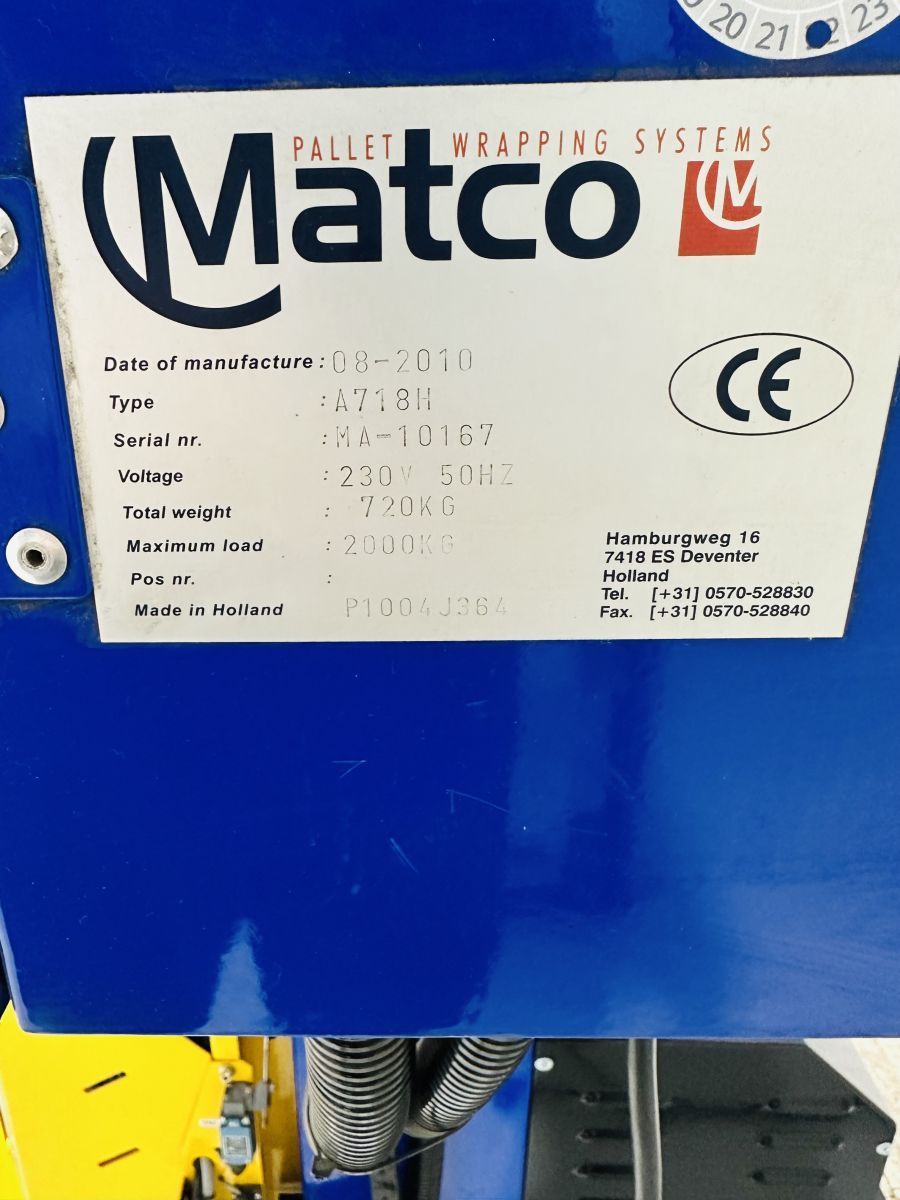 20 21 22 23
PALLET WRAPPING SYSTEMS
Matco
M
Date of manufacture : 08-2010
Type : A718H
Serial nr. : MA-10167
Voltage : 230V 50HZ
Total weight : 720KG
Maximum load : 2000KG
Pos nr. :
Made in Holland P1004J364
CE
Hamburgweg 16
7418 ES Deventer
Holland
Tel. [+31] 0570-528830
Fax. [+31] 0570-528840